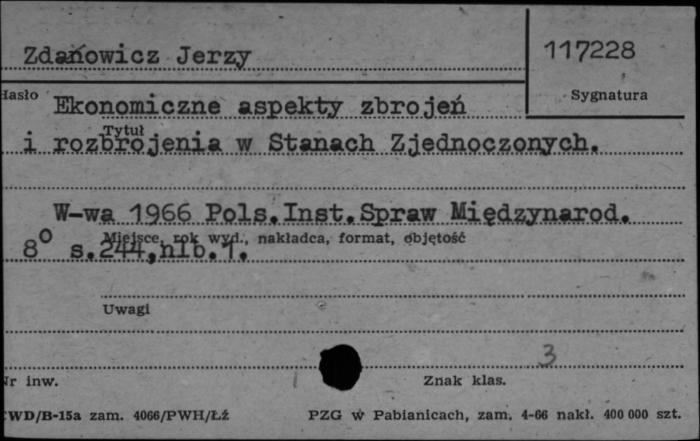 Zdanowicz Jerzy
117228
Hasło
Sygnatura
Ekonomiczne aspekty zbrojeń
Tytuł
i rozbrojenia w Stanach Zjednoczonych.
W-wa 1966 Pols.Inst.Spraw Międzynarod.
Miejsce, rok wyd., nakładca, format, objętość
8° s.244,nlb.1.
Uwagi
3
Nr inw.
Znak klas.
WD/B-15a zam. 4066/PWH/Łź
PZG w Pabianicach, zam. 4-66 nakł. 400 000 szt.